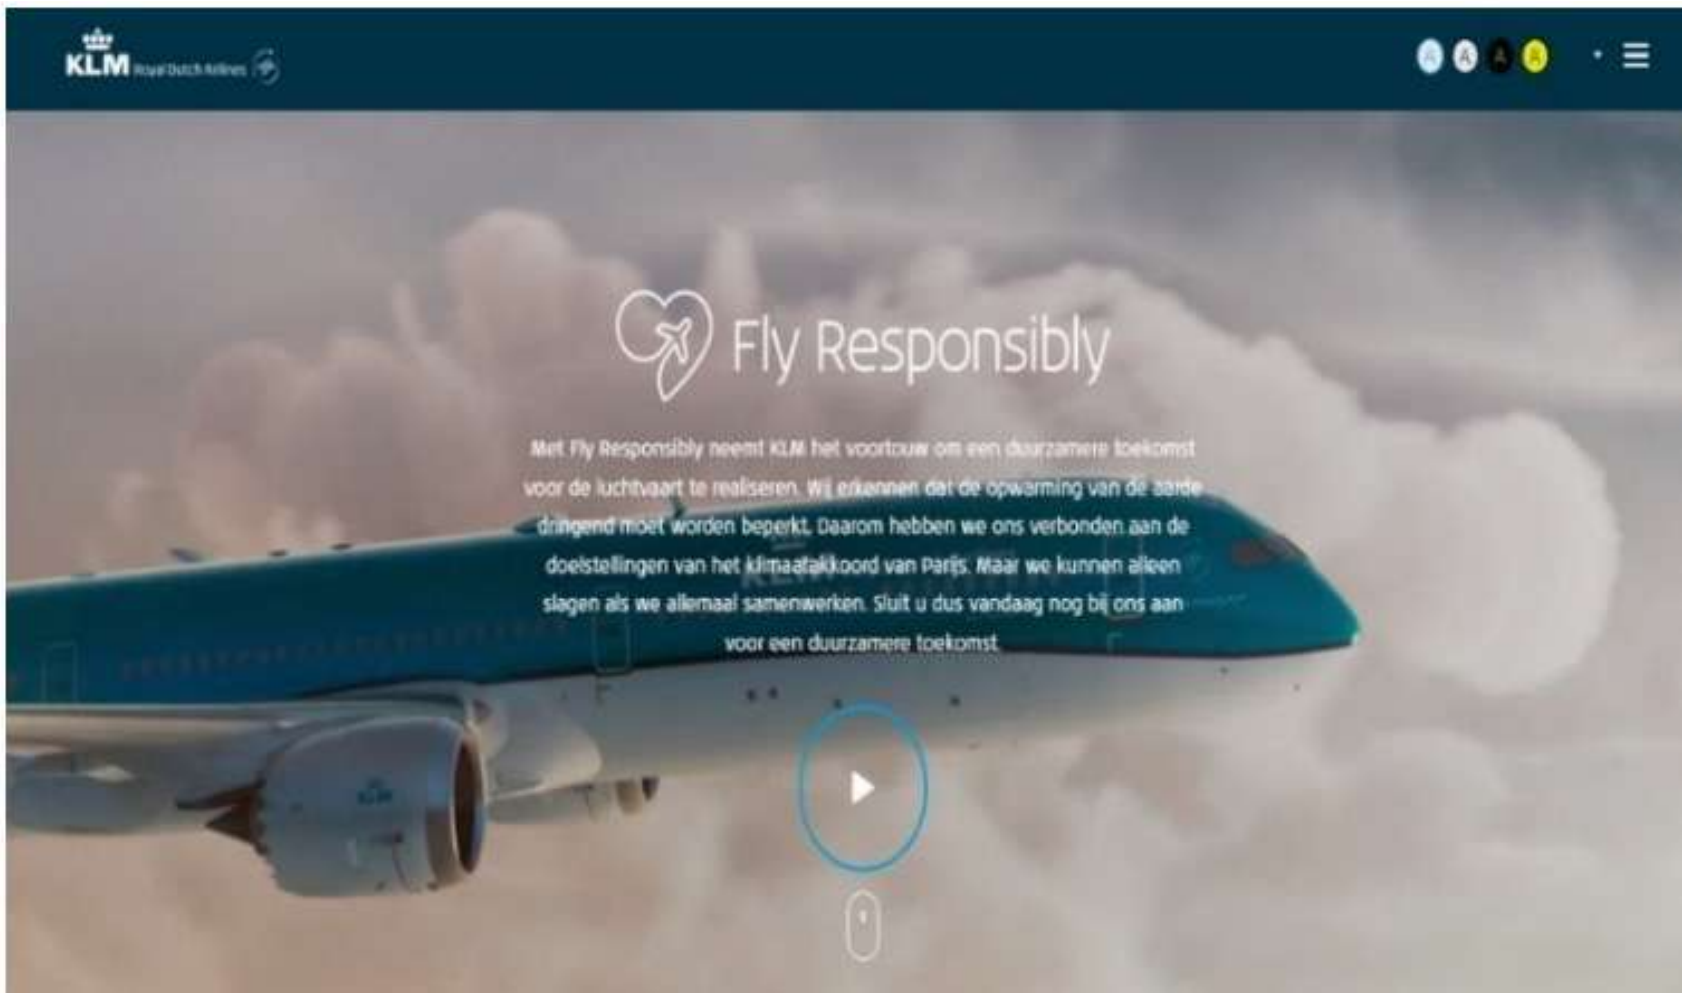 KLM Royal Dutch Airlines
A A A A
Fly Responsibly
Met Fly Responsibly neemt KLM het voortouw om een duurzamere toekomst
voor de luchtvaart te realiseren. Wij erkennen dat de opwarming van de aarde
dringend moet worden beperkt. Daarom hebben we ons verbonden aan de
doelstellingen van het klimaatakkoord van Parijs. Maar we kunnen alleen
slagen als we allemaal samenwerken. Sluit u dus vandaag nog bij ons aan
voor een duurzamere toekomst.
KLM
KLM